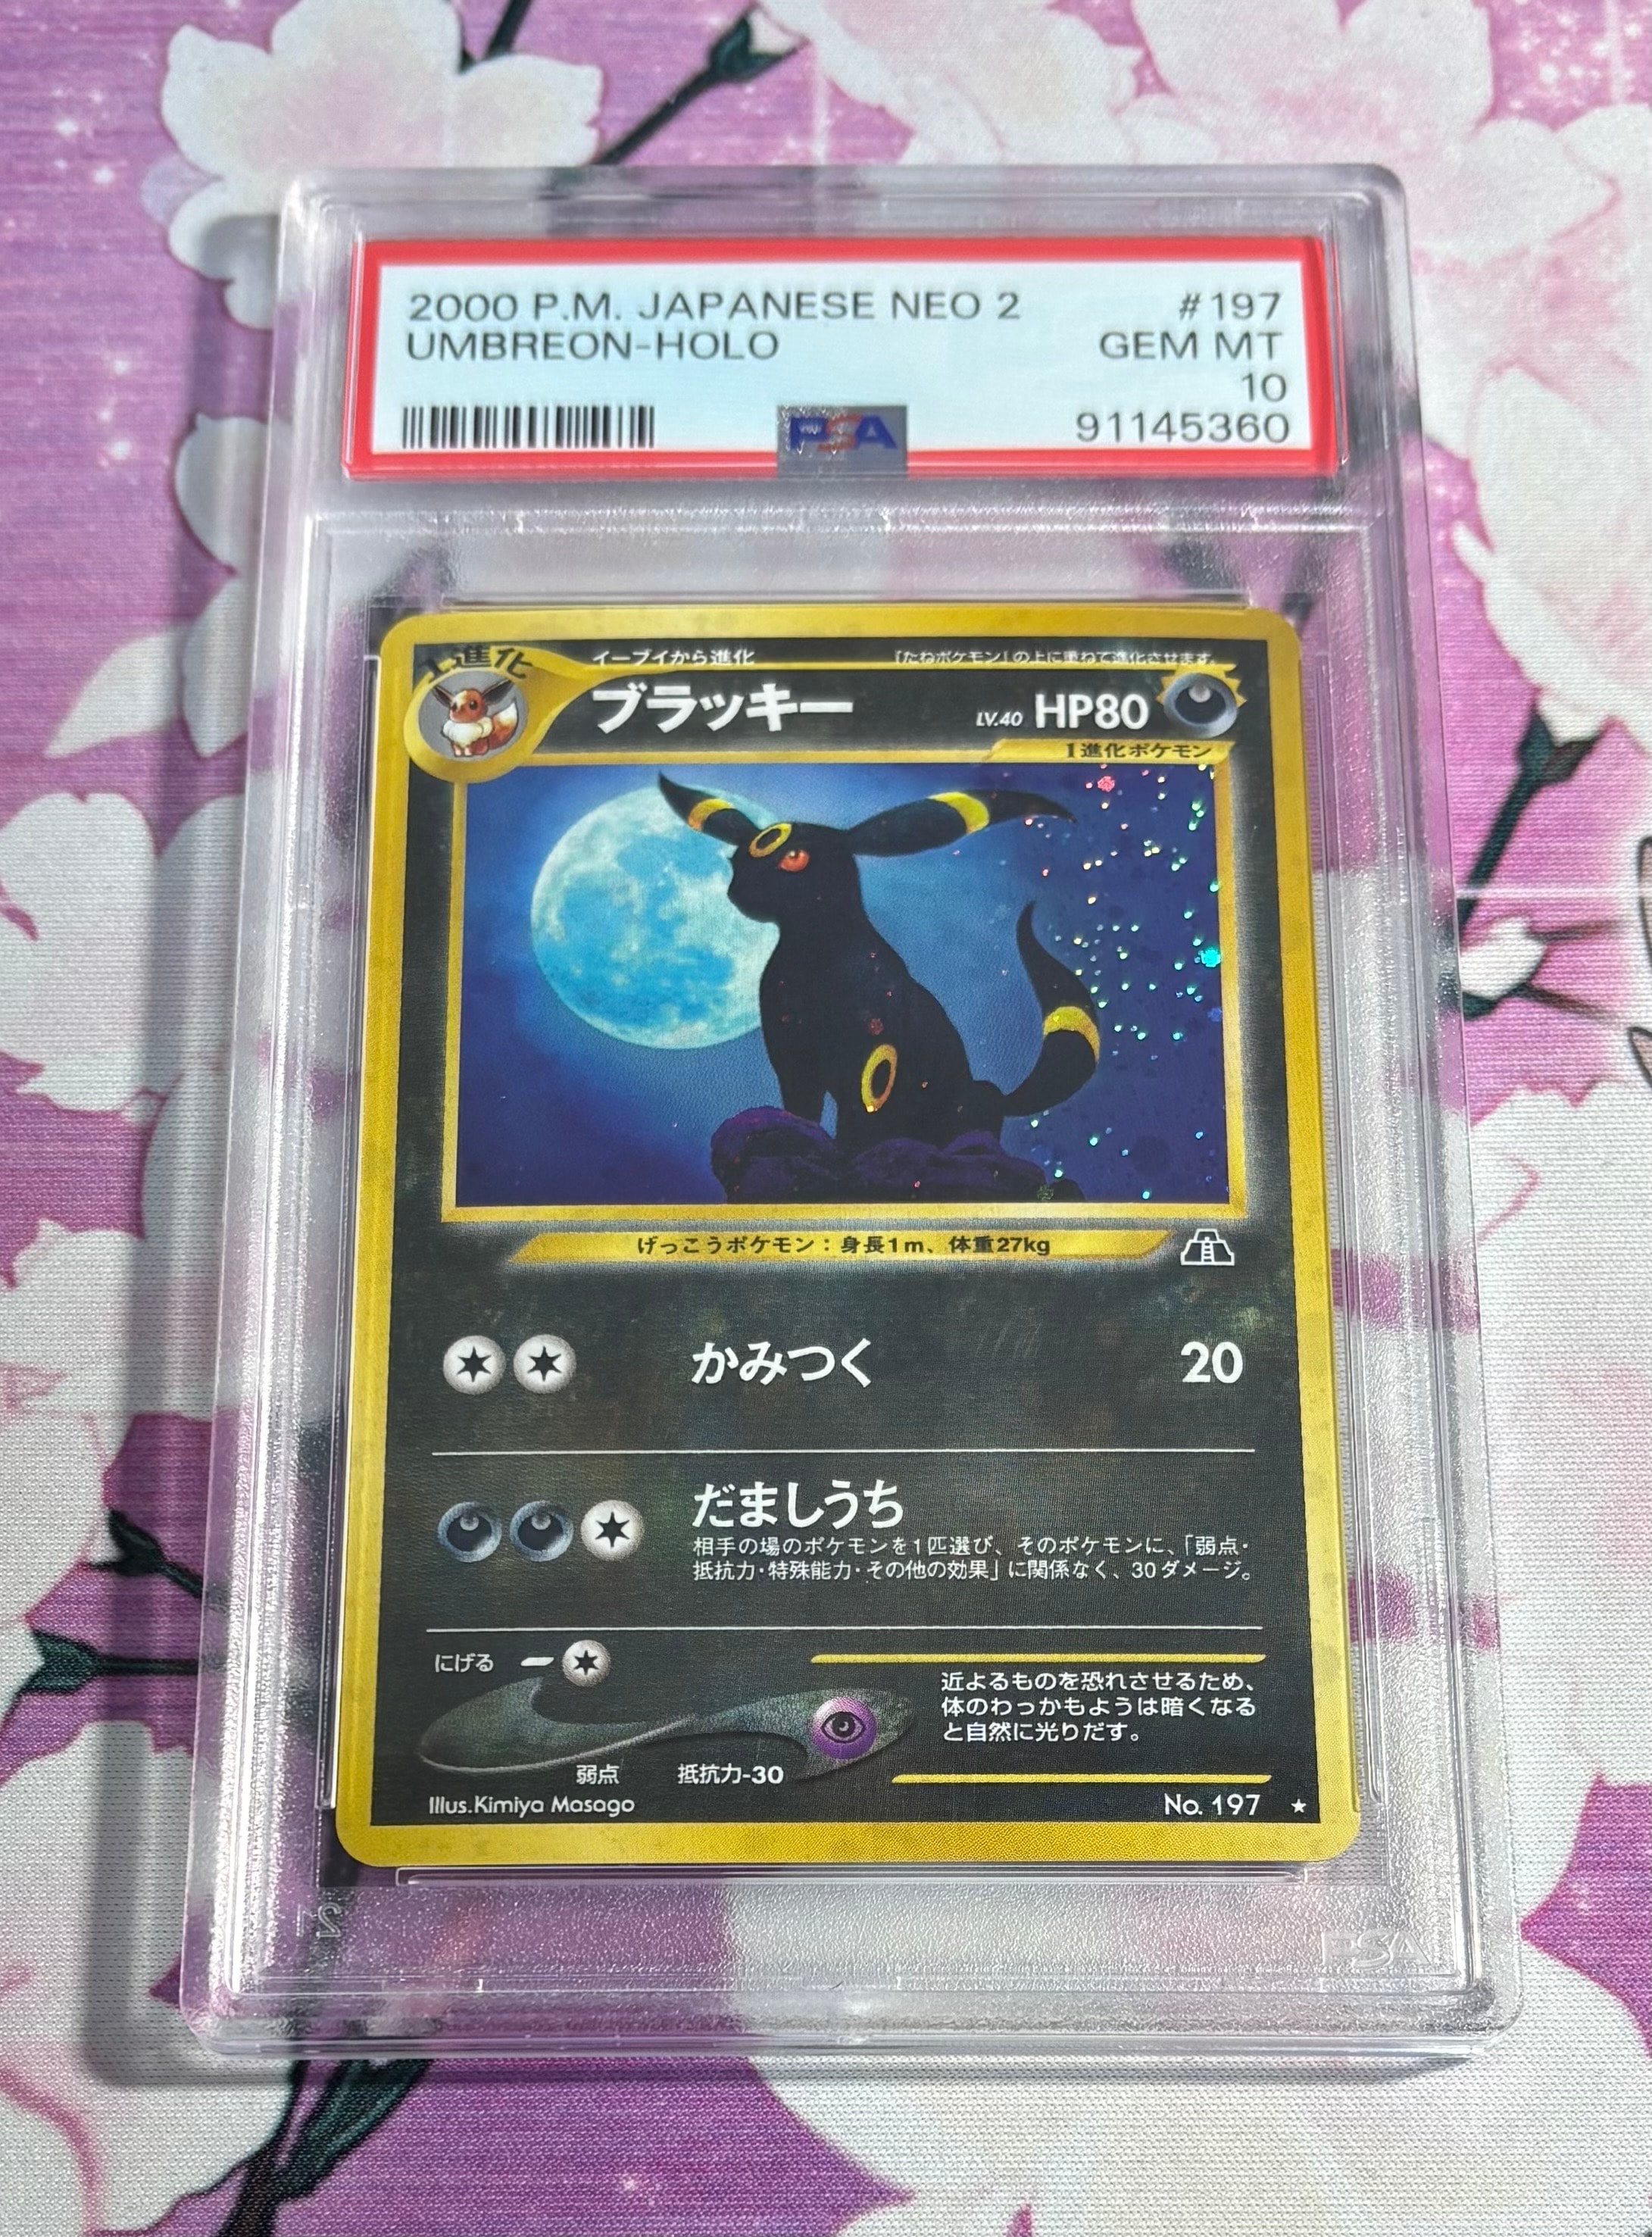 2000 P.M. JAPANESE NEO 2 #197
UMBREON-HOLO GEM MT
10
PSA 91145360
1進化
イーブイから進化 「たねポケモン」の上に重ねて進化させます。
ブラッキー LV.40 HP80
1進化ポケモン
げっこうポケモン：身長1m、体重27kg
かみつく 20
だましうち
相手の場のポケモンを1匹選び、そのポケモンに、「弱点・
抵抗力・特殊能力・その他の効果」に関係なく、30ダメージ。
にげる
近よるものを恐れさせるため、
体のわっかもようは暗くなる
と自然に光りだす。
弱点 抵抗力-30
Illus.Kimiya Masago No. 197 ★
PSA